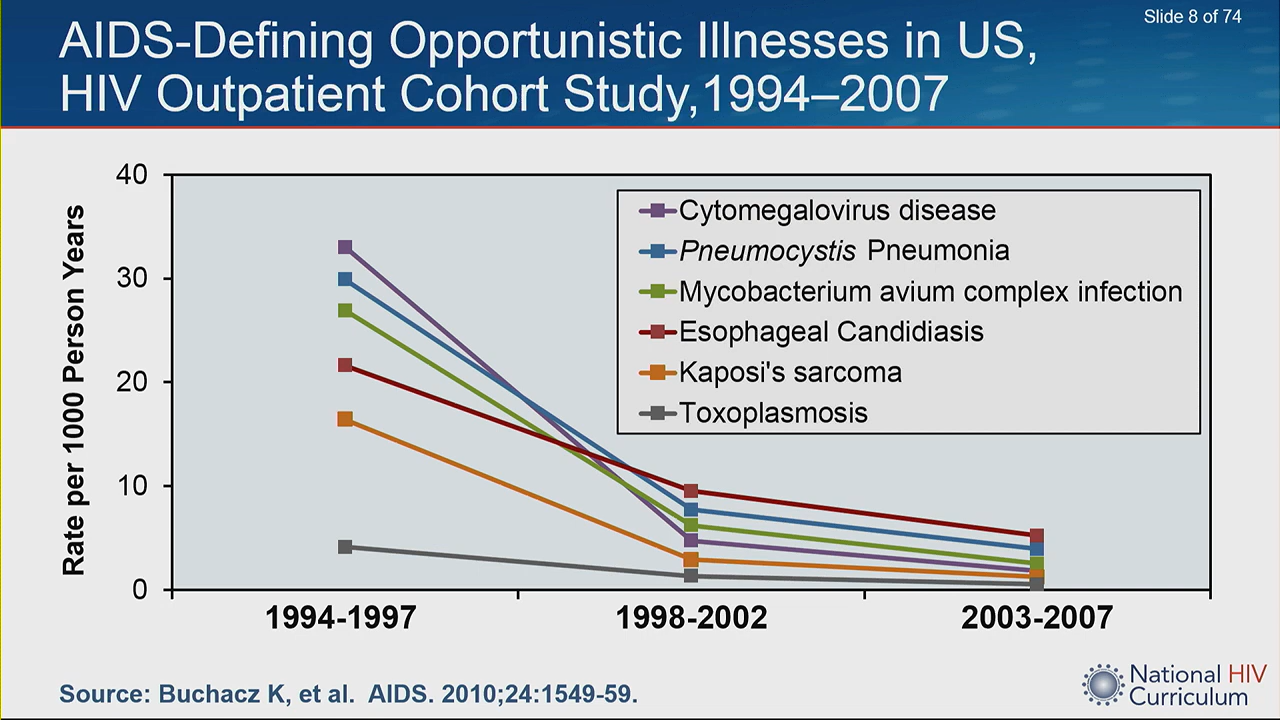 Slide 8 of 74
AIDS-Defining Opportunistic Illnesses in US,
HIV Outpatient Cohort Study,1994–2007
Rate per 1000 Person Years
40
30
20
10
0
Cytomegalovirus disease
Pneumocystis Pneumonia
Mycobacterium avium complex infection
Esophageal Candidiasis
Kaposi's sarcoma
Toxoplasmosis
1994-1997 1998-2002 2003-2007
Source: Buchacz K, et al. AIDS. 2010;24:1549-59.
National HIV
Curriculum